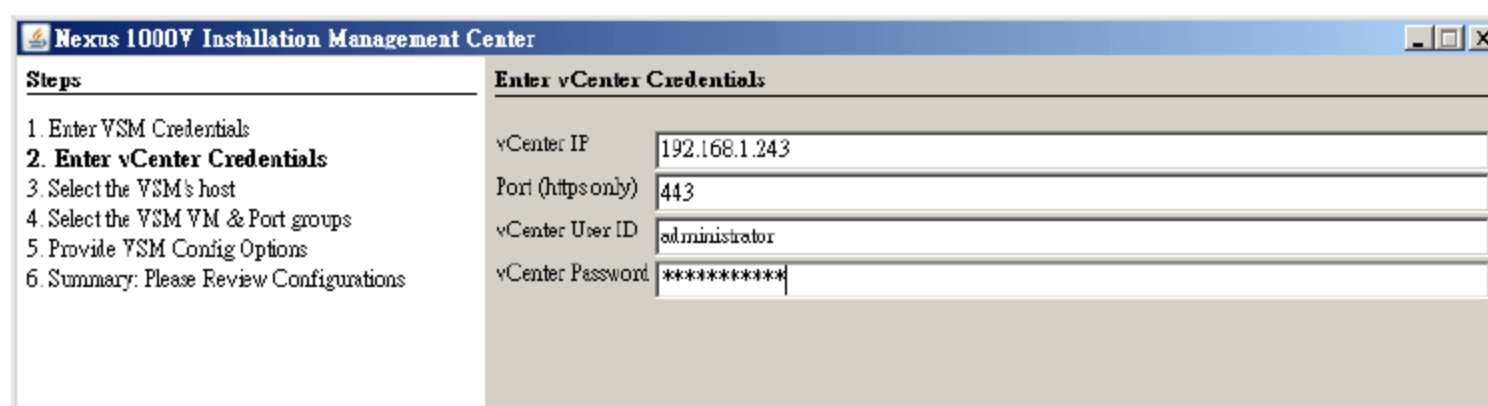 Nexus 1000V Installation Management Center
Steps
1. Enter VSM Credentials
2. Enter vCenter Credentials
3. Select the VSM's host
4. Select the VSM VM & Port groups
5. Provide VSM Config Options
6. Summary: Please Review Configurations
Enter vCenter Credentials
vCenter IP 192.168.1.243
Port (https only) 443
vCenter User ID administrator
vCenter Password ***********